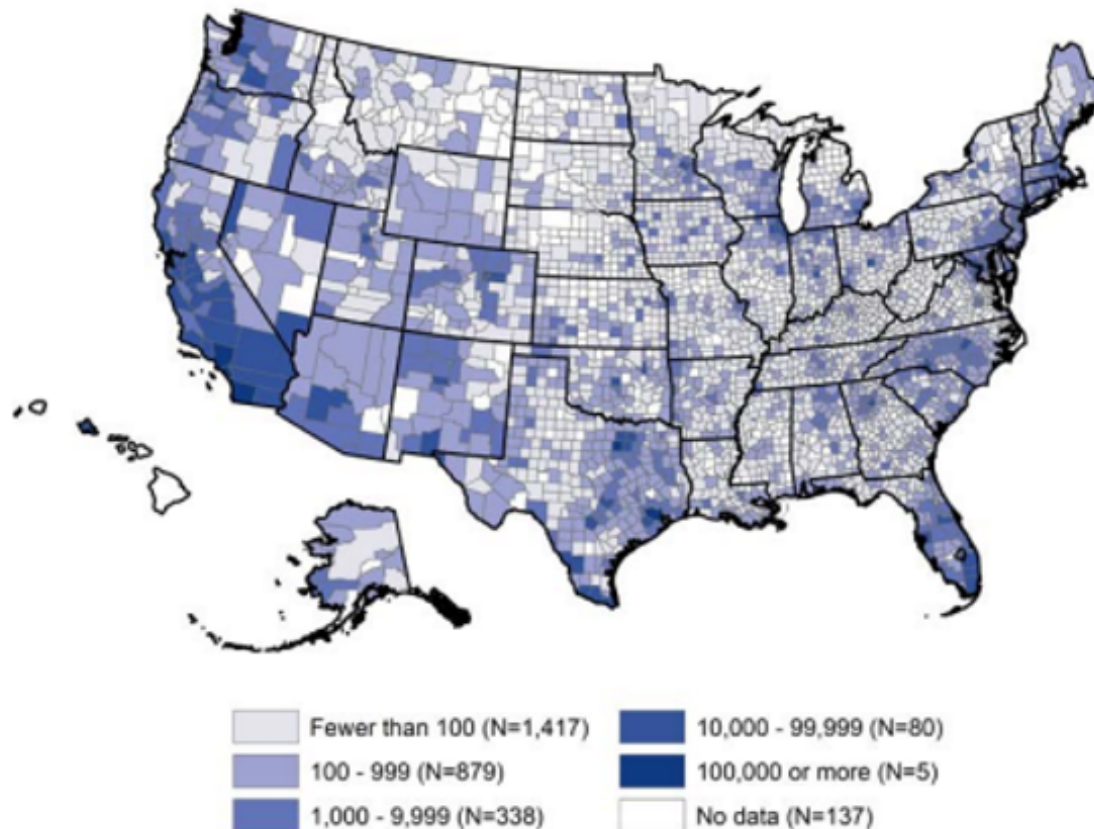 Fewer than 100 (N=1,417)
100 - 999 (N=879)
1,000 - 9,999 (N=338)
10,000 - 99,999 (N=80)
100,000 or more (N=5)
No data (N=137)